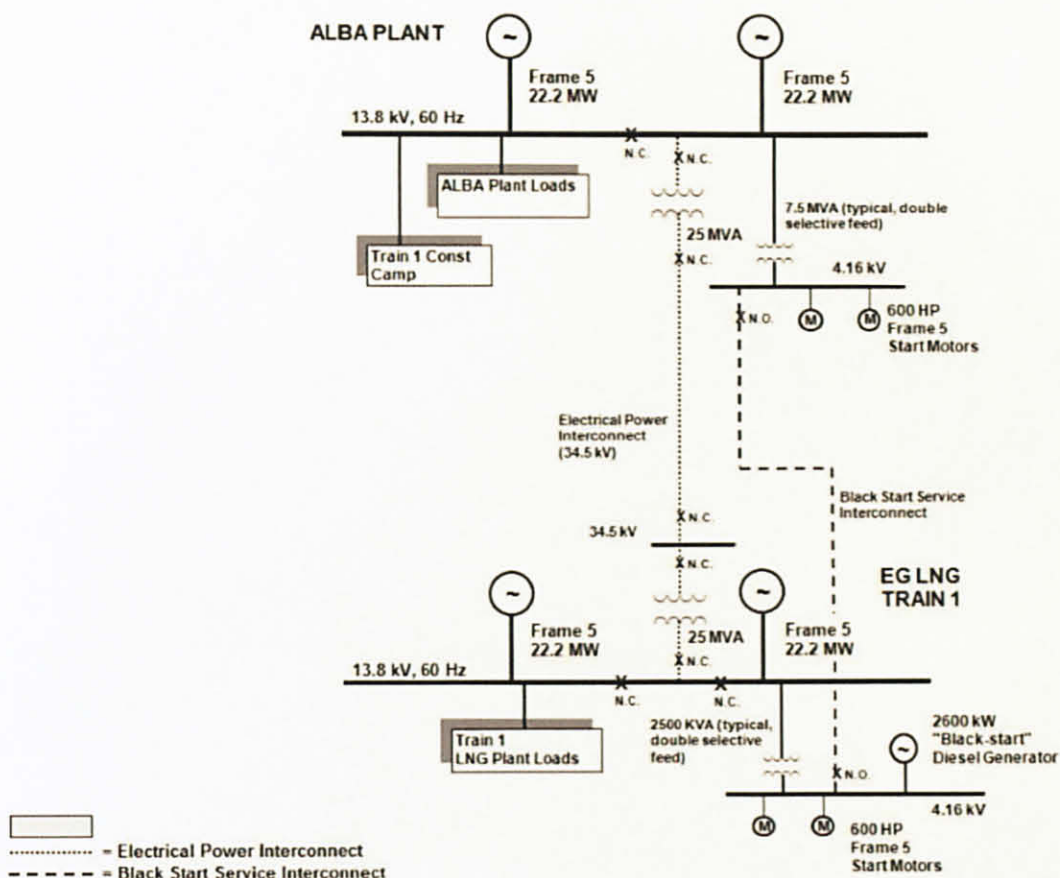 ALBA PLANT
~
~
Frame 5
22.2 MW
Frame 5
22.2 MW
13.8 kV, 60 Hz
N.C.
N.C.
ALBA Plant Loads
7.5 MVA (typical, double
selective feed)
25 MVA
N.C.
Train 1 Const
Camp
4.16 kV
N.O.
M
M
600 HP
Frame 5
Start Motors
Electrical Power
Interconnect
(34.5 kV)
Black Start Service
Interconnect
N.C.
34.5 kV
N.C.
EG LNG
TRAIN 1
~
~
Frame 5
22.2 MW
25 MVA
Frame 5
22.2 MW
N.C.
13.8 kV, 60 Hz
N.C.
N.C.
Train 1
LNG Plant Loads
2500 KVA (typical,
double selective
feed)
~
2600 kW
"Black-start"
Diesel Generator
N.O.
4.16 kV
M
M
600 HP
Frame 5
Start Motors
= Electrical Power Interconnect
= Black Start Service Interconnect